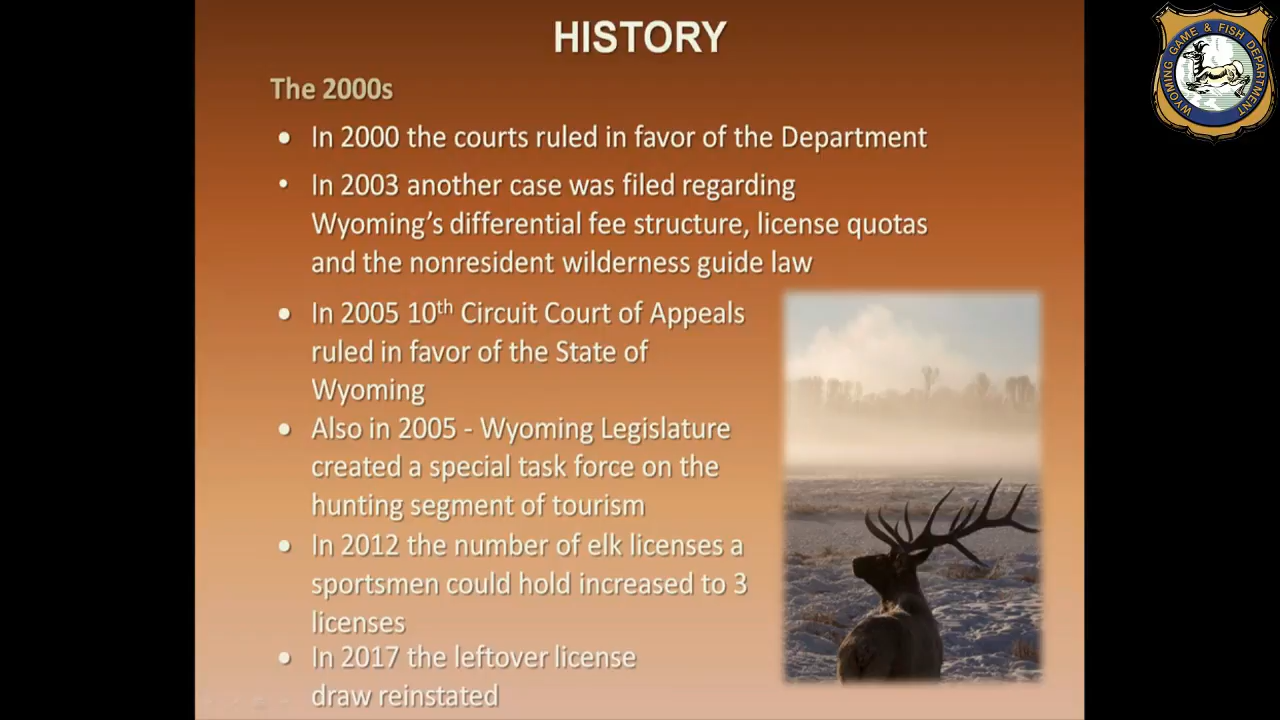 HISTORY
The 2000s
• In 2000 the courts ruled in favor of the Department
• In 2003 another case was filed regarding
Wyoming's differential fee structure, license quotas
and the nonresident wilderness guide law
• In 2005 10th Circuit Court of Appeals
ruled in favor of the State of
Wyoming
• Also in 2005 - Wyoming Legislature
created a special task force on the
hunting segment of tourism
• In 2012 the number of elk licenses a
sportsmen could hold increased to 3
licenses
• In 2017 the leftover license
draw reinstated
WYOMING GAME & FISH DEPARTMENT